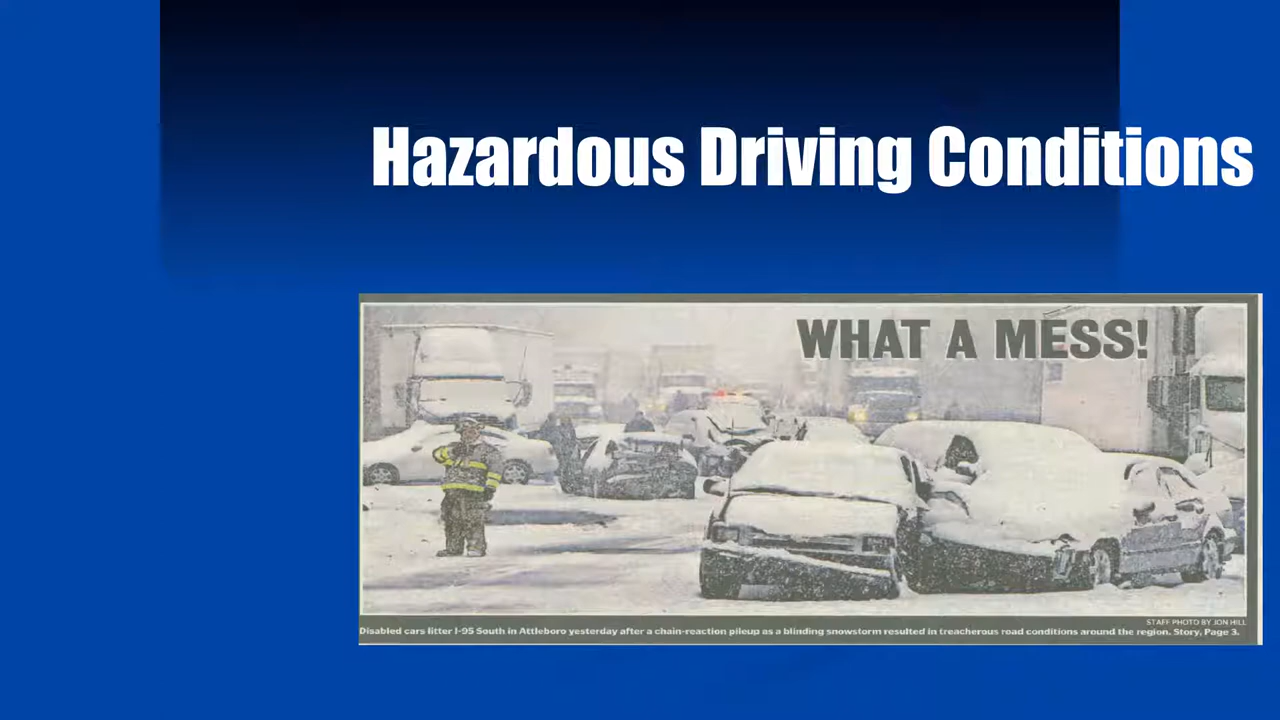 Hazardous Driving Conditions
WHAT A MESS!
STAFF PHOTO BY JON HILL
Disabled cars litter I-95 South in Attleboro yesterday after a chain-reaction pileup as a blinding snowstorm resulted in treacherous road conditions around the region. Story, Page 3.